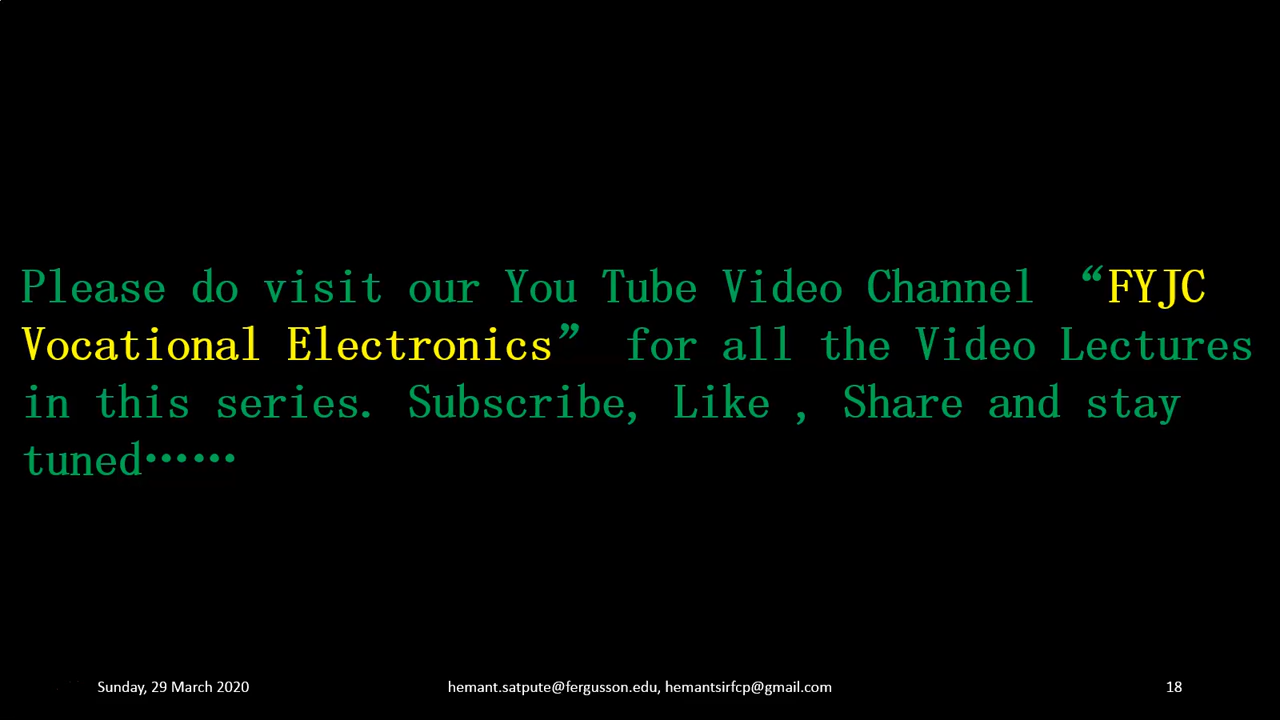 Please do visit our You Tube Video Channel “FYJC
Vocational Electronics” for all the Video Lectures
in this series. Subscribe, Like , Share and stay
tuned……
Sunday, 29 March 2020 hemant.satpute@fergusson.edu, hemantsirfcp@gmail.com 18